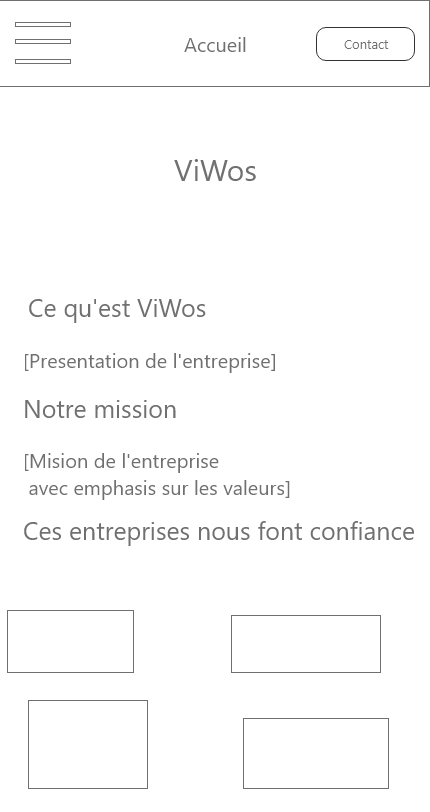 Accueil
Contact
ViWos
Ce qu'est ViWos
[Presentation de l'entreprise]
Notre mission
[Mision de l'entreprise
avec emphasis sur les valeurs]
Ces entreprises nous font confiance